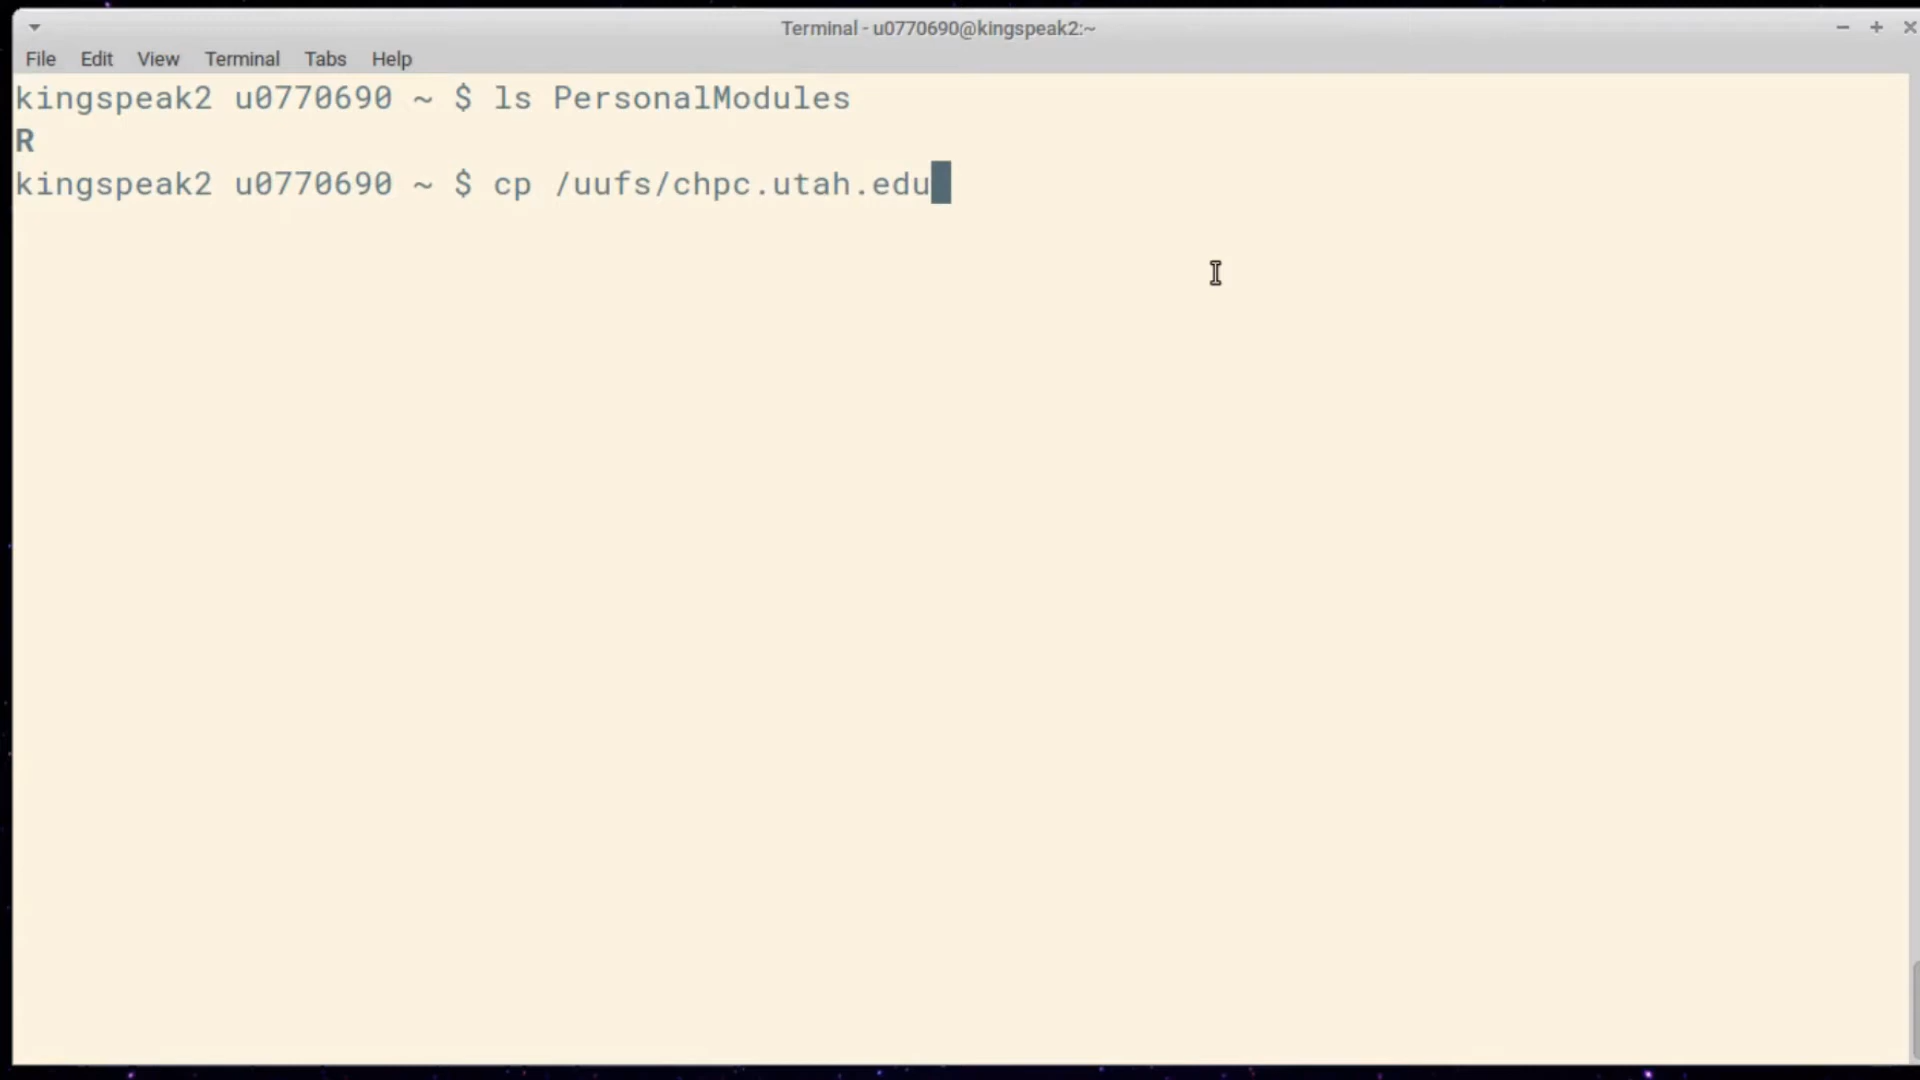 Terminal - u0770690@kingspeak2:~
File Edit View Terminal Tabs Help
kingspeak2 u0770690 ~ $ ls PersonalModules
R
kingspeak2 u0770690 ~ $ cp /uufs/chpc.utah.edu